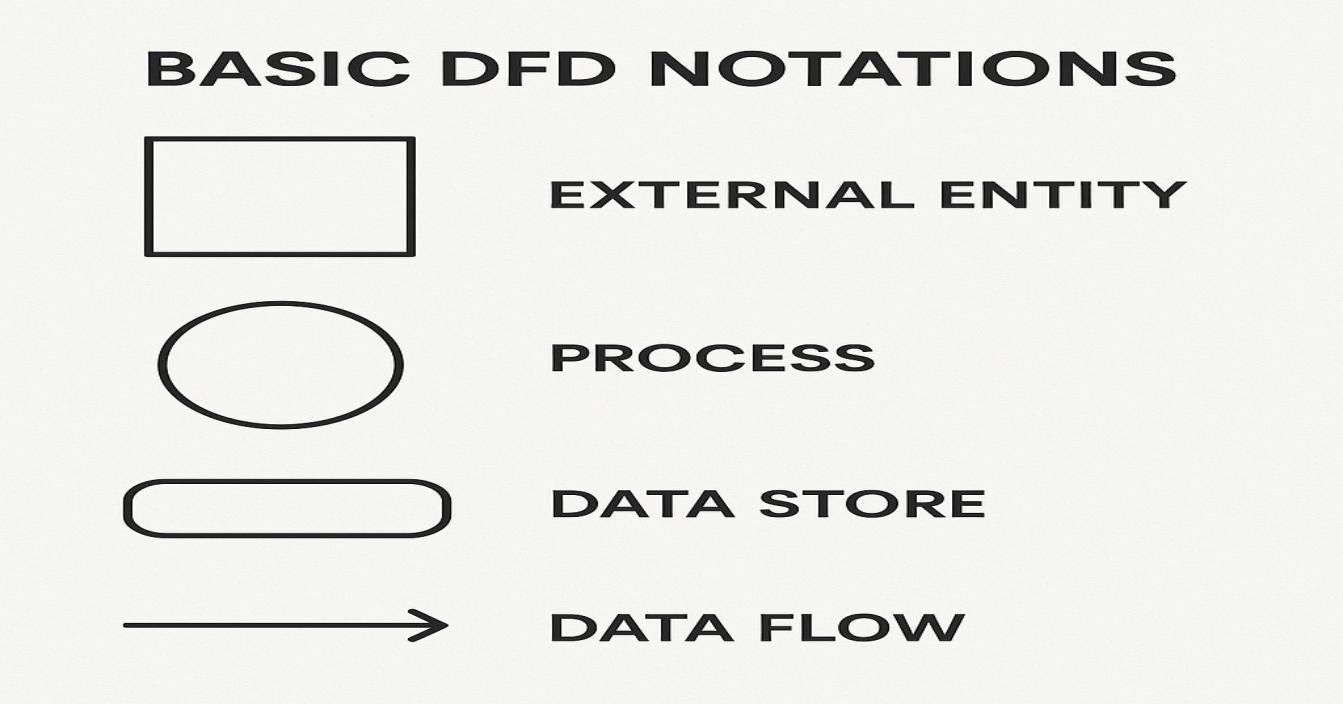 BASIC DFD NOTATIONS
EXTERNAL ENTITY
PROCESS
DATA STORE
DATA FLOW